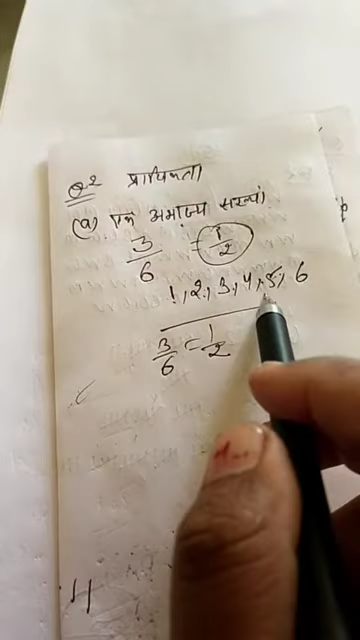 Q2 प्रायिकता
(a) एक अभाज्य संख्या
3/6 = 1/2
1, 2, 3, 4, 5, 6
3/6 = 1/2